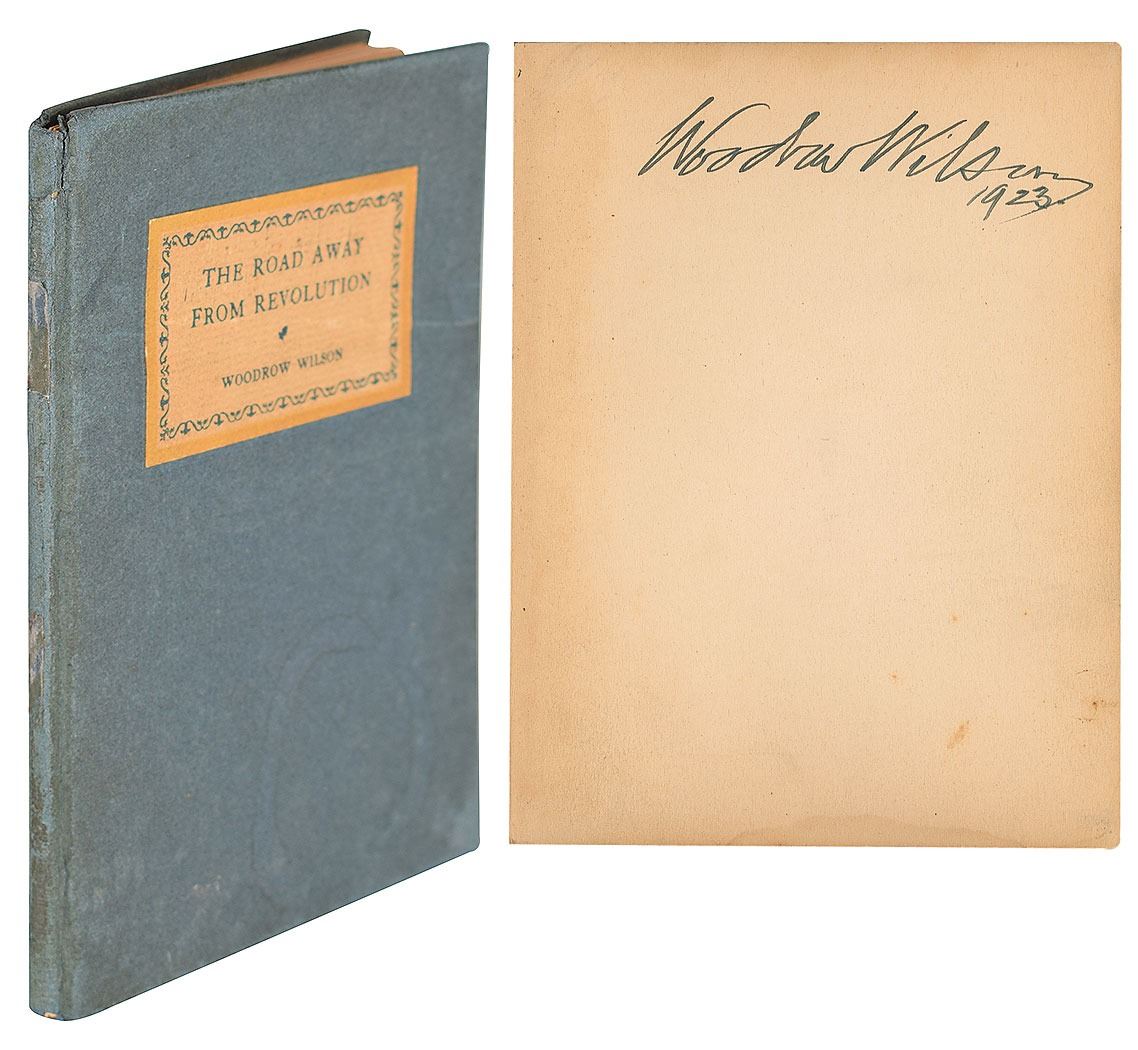 THE ROAD AWAY
FROM REVOLUTION
WOODROW WILSON
Woodrow Wilson
1923